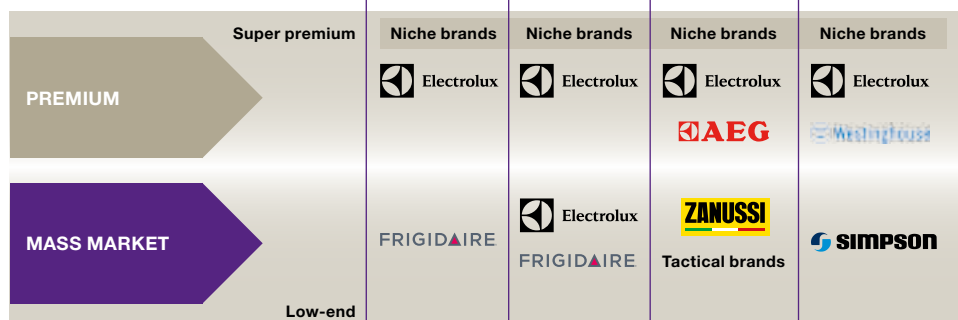 Super premium
Niche brands Niche brands Niche brands Niche brands
PREMIUM
Electrolux Electrolux Electrolux Electrolux
AEG Westinghouse
MASS MARKET
Electrolux ZANUSSI
FRIGIDAIRE FRIGIDAIRE Tactical brands SIMPSON
Low-end